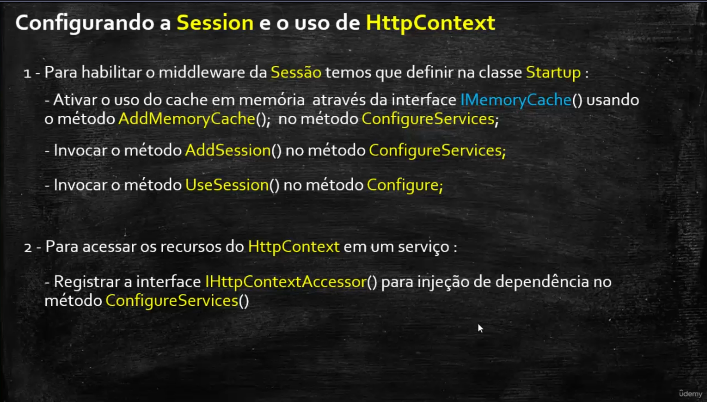 Configurando a Session e o uso de HttpContext
1 - Para habilitar o middleware da Sessão temos que definir na classe Startup :
- Ativar o uso do cache em memória através da interface IMemoryCache() usando
o método AddMemoryCache(); no método ConfigureServices;
- Invocar o método AddSession() no método ConfigureServices;
- Invocar o método UseSession() no método Configure;
2 - Para acessar os recursos do HttpContext em um serviço :
- Registrar a interface IHttpContextAccessor() para injeção de dependência no
método ConfigureServices()
ûdemy